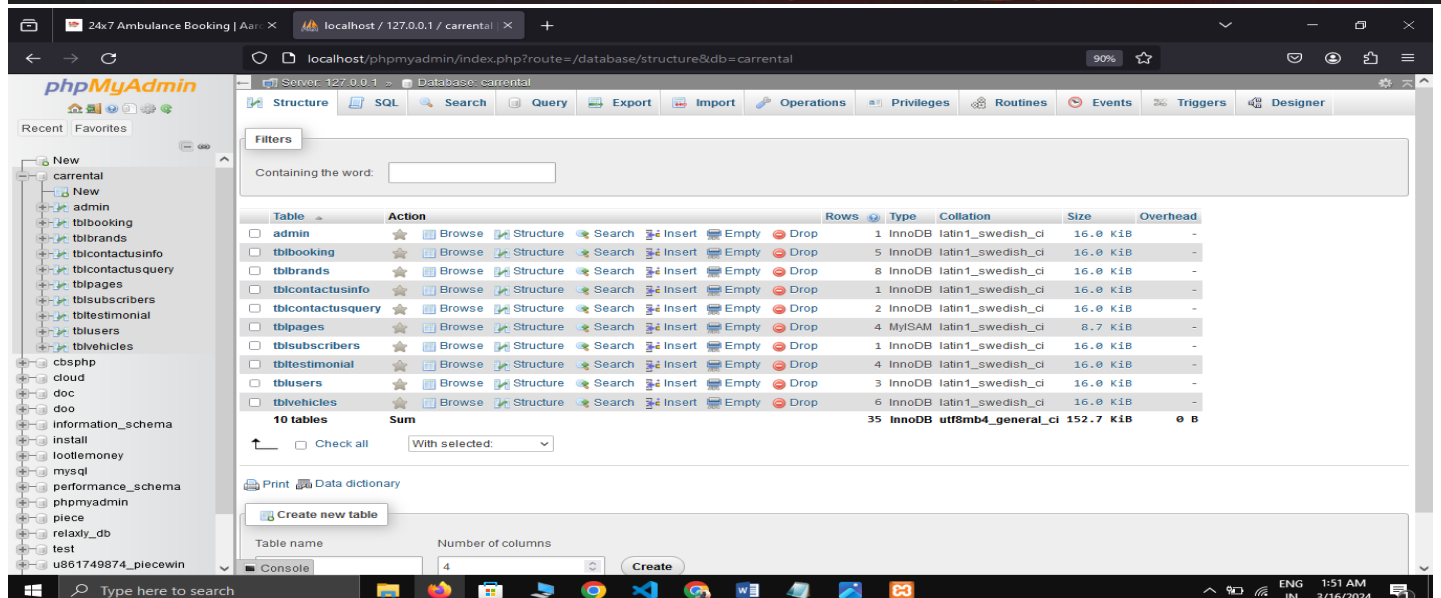 24x7 Ambulance Booking | Aar
localhost / 127.0.0.1 / carrental |
localhost/phpmyadmin/index.php?route=/database/structure&db=carrental
90%
phpMyAdmin
Recent Favorites
New
carrental
New
admin
tblbooking
tblbrands
tblcontactusinfo
tblcontactusquery
tblpages
tblsubscribers
tbltestimonial
tblusers
tblvehicles
cbsphp
cloud
doc
doo
information_schema
install
lootlemoney
mysql
performance_schema
phpmyadmin
piece
relaxly_db
test
u861749874_piecewin
Server: 127.0.0.1 » Database: carrental
Structure SQL Search Query Export Import Operations Privileges Routines Events Triggers Designer
Filters
Containing the word:
Table Action Rows Type Collation Size Overhead
admin Browse Structure Search Insert Empty Drop 1 InnoDB latin1_swedish_ci 16.0 KiB -
tblbooking Browse Structure Search Insert Empty Drop 5 InnoDB latin1_swedish_ci 16.0 KiB -
tblbrands Browse Structure Search Insert Empty Drop 8 InnoDB latin1_swedish_ci 16.0 KiB -
tblcontactusinfo Browse Structure Search Insert Empty Drop 1 InnoDB latin1_swedish_ci 16.0 KiB -
tblcontactusquery Browse Structure Search Insert Empty Drop 2 InnoDB latin1_swedish_ci 16.0 KiB -
tblpages Browse Structure Search Insert Empty Drop 4 MyISAM latin1_swedish_ci 8.7 KiB -
tblsubscribers Browse Structure Search Insert Empty Drop 1 InnoDB latin1_swedish_ci 16.0 KiB -
tbltestimonial Browse Structure Search Insert Empty Drop 4 InnoDB latin1_swedish_ci 16.0 KiB -
tblusers Browse Structure Search Insert Empty Drop 3 InnoDB latin1_swedish_ci 16.0 KiB -
tblvehicles Browse Structure Search Insert Empty Drop 6 InnoDB latin1_swedish_ci 16.0 KiB -
10 tables Sum 35 InnoDB utf8mb4_general_ci 152.7 KiB 0 B
Check all With selected:
Print Data dictionary
Create new table
Table name Number of columns
4 Create
Console
Type here to search
ENG 1:51 AM
IN 3/16/2024